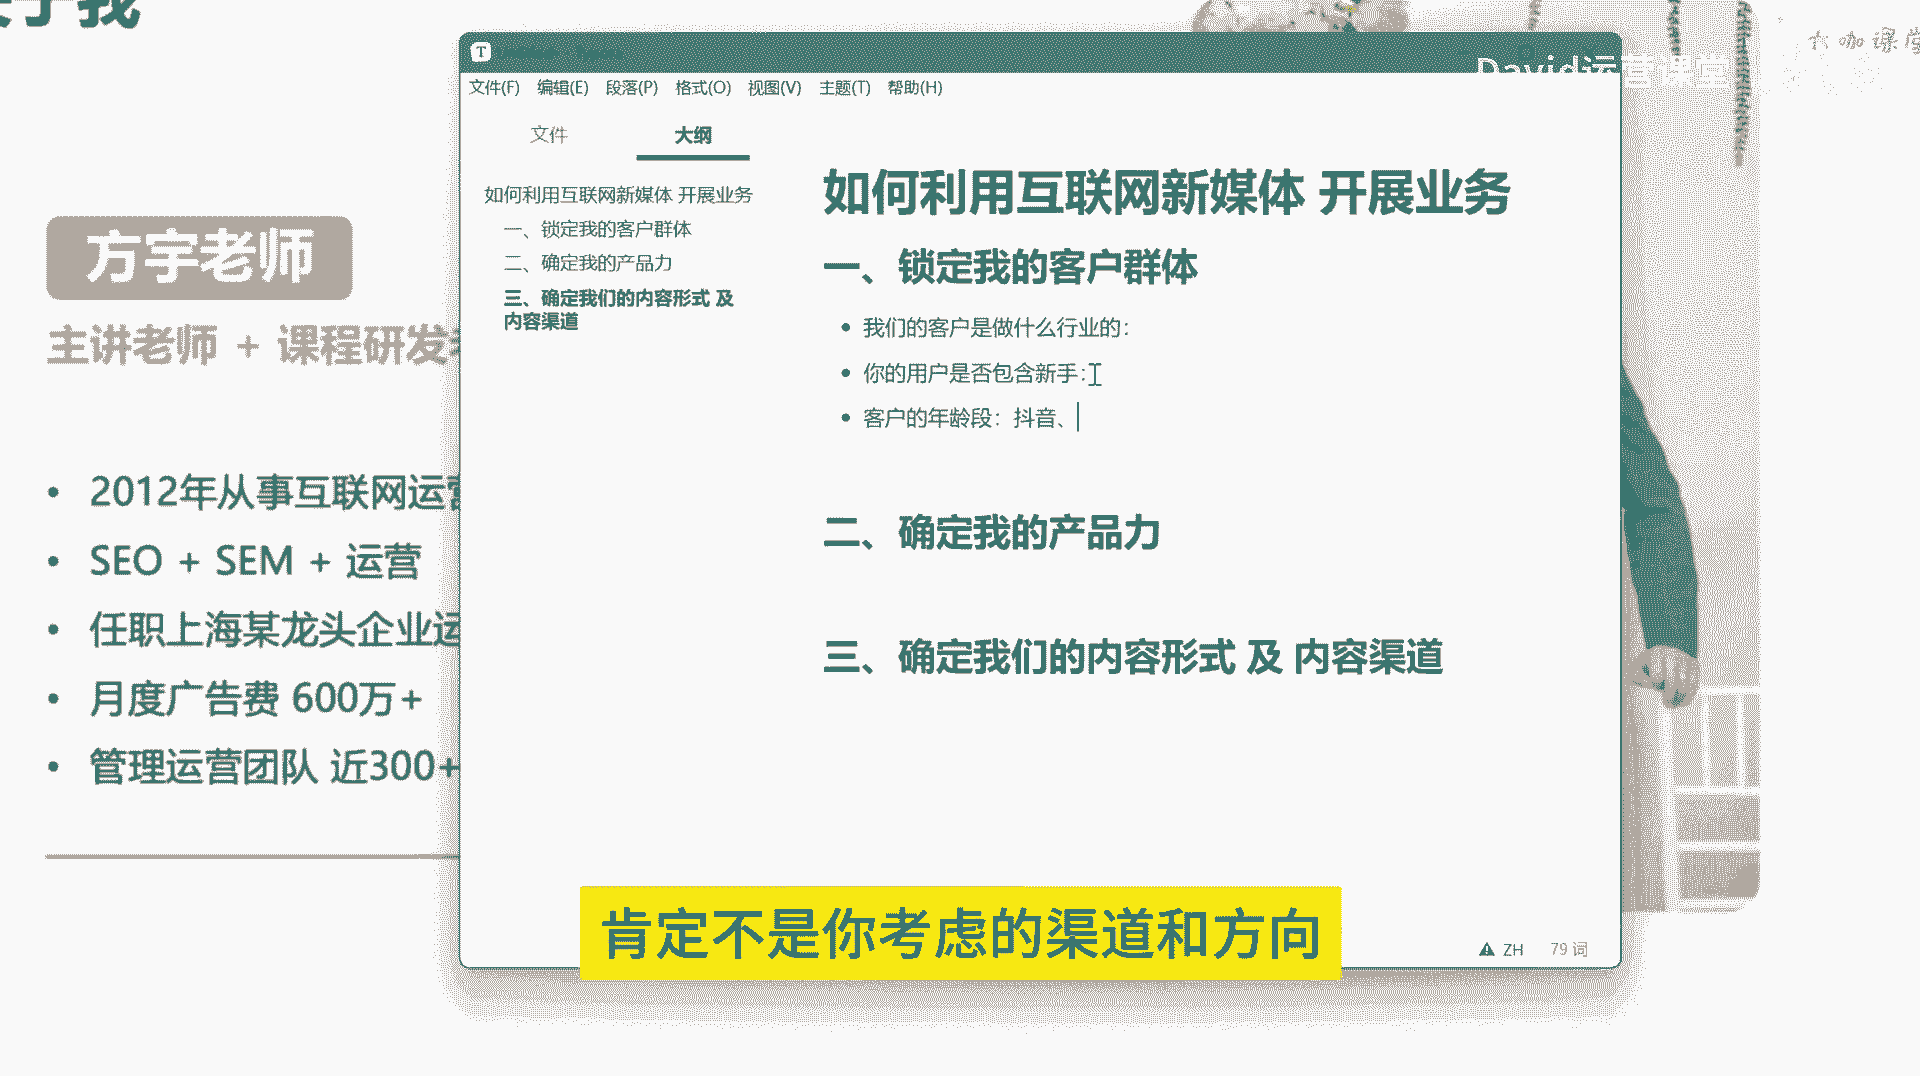 方宇老师
主讲老师 + 课程研发
2012年从事互联网运营
SEO + SEM + 运营
任职上海某龙头企业运
月度广告费 600万+
管理运营团队 近300+
大咖课堂
David运营课堂
T
文件(F) 编辑(E) 段落(P) 格式(O) 视图(V) 主题(T) 帮助(H)
文件 大纲
如何利用互联网新媒体 开展业务
一、锁定我的客户群体
二、确定我的产品力
三、确定我们的内容形式 及
内容渠道
如何利用互联网新媒体 开展业务
一、锁定我的客户群体
我们的客户是做什么行业的：
你的用户是否包含新手：
客户的年龄段：抖音、
二、确定我的产品力
三、确定我们的内容形式 及 内容渠道
ZH 79 词
肯定不是你考虑的渠道和方向